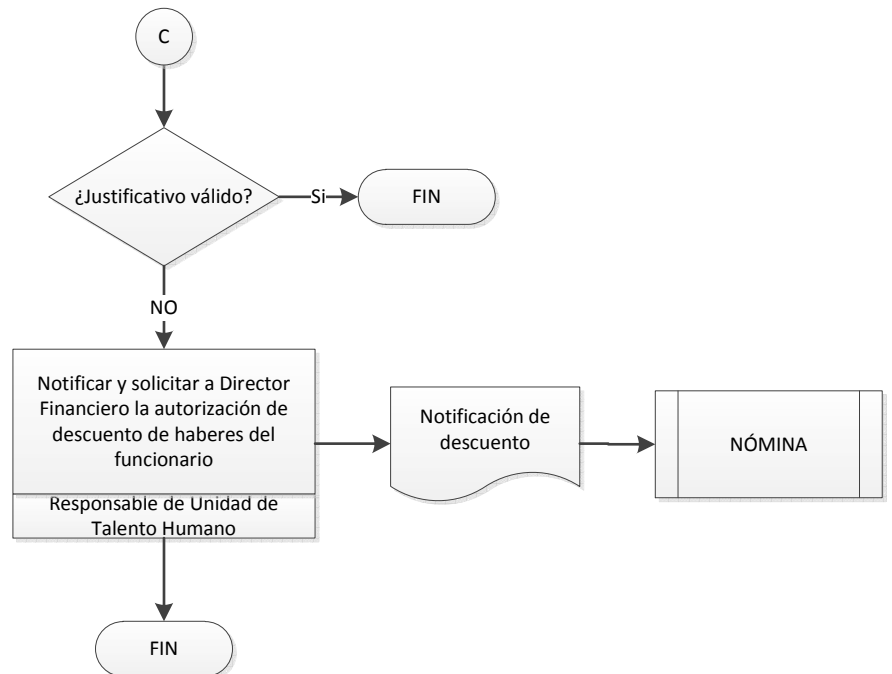 C
¿Justificativo válido?
Si
FIN
NO
Notificar y solicitar a Director
Financiero la autorización de
descuento de haberes del
funcionario
Responsable de Unidad de
Talento Humano
Notificación de
descuento
NÓMINA
FIN